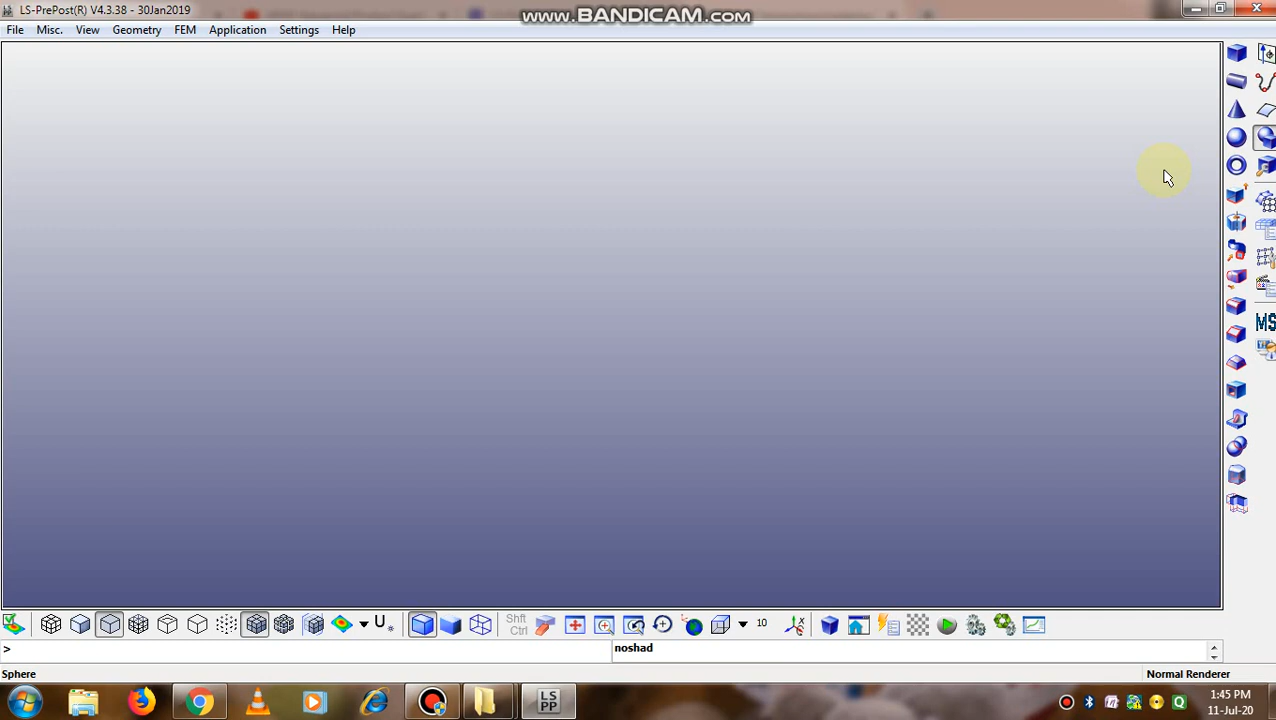 LS-PrePost(R) V4.3.38 - 30Jan2019
www.BANDICAM.com
File Misc. View Geometry FEM Application Settings Help
MS
Shft
Ctrl
U.
10
>
noshad
Sphere
Normal Renderer
LS
PP
1:45 PM
11-Jul-20